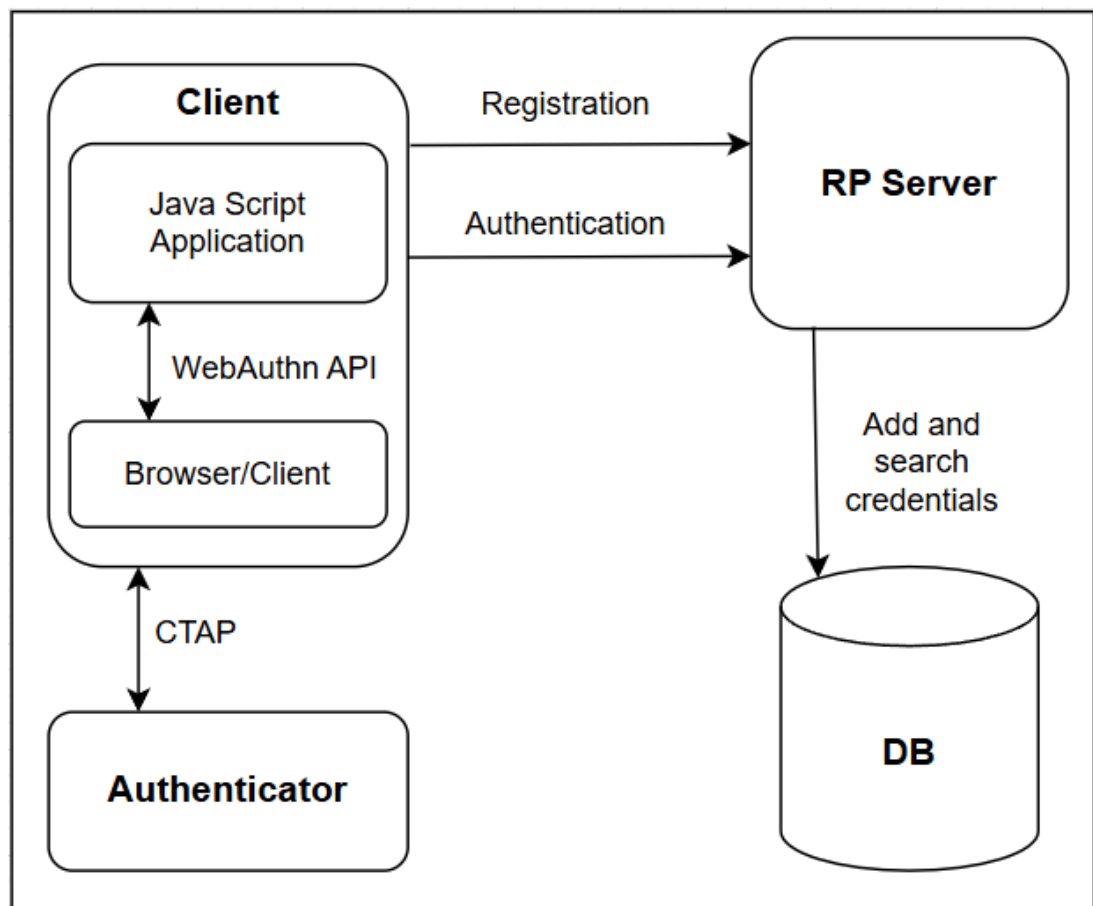 Client
Java Script
Application
WebAuthn API
Browser/Client
CTAP
Authenticator
Registration
Authentication
RP Server
Add and
search
credentials
DB